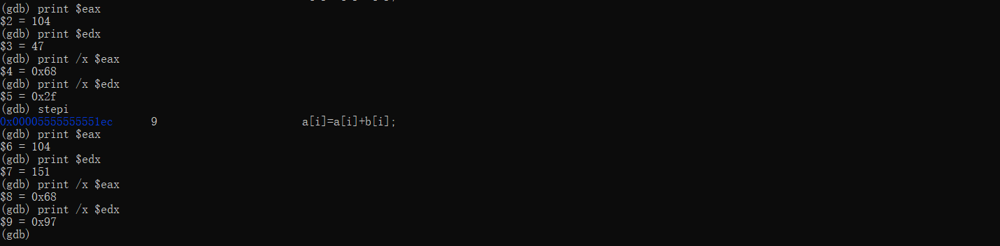 (gdb) print $eax
$2 = 104
(gdb) print $edx
$3 = 47
(gdb) print /x $eax
$4 = 0x68
(gdb) print /x $edx
$5 = 0x2f
(gdb) stepi
0x00005555555551ec 9 a[i]=a[i]+b[i];
(gdb) print $eax
$6 = 104
(gdb) print $edx
$7 = 151
(gdb) print /x $eax
$8 = 0x68
(gdb) print /x $edx
$9 = 0x97
(gdb)